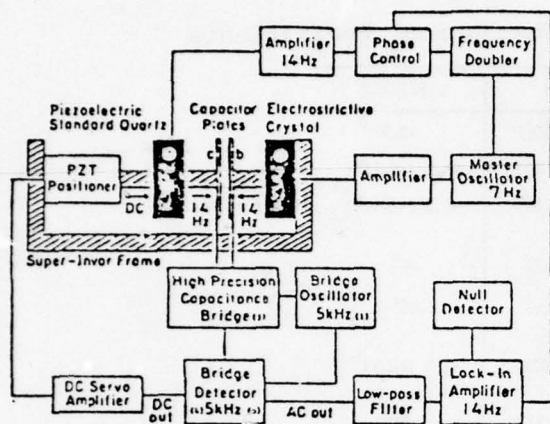 Amplifier
14Hz
Phase
Control
Frequency
Doubler
Piezoelectric
Standard Quartz
Capacitor
Plates
Electrostrictive
Crystal
c
b
PZT
Positioner
Amplifier
Master
Oscillator
7Hz
DC
14
Hz
14
Hz
Super-Invar Frame
High Precision
Capacitance
Bridge
Bridge
Oscillator
5kHz
Null
Detector
DC Servo
Amplifier
DC
out
Bridge
Detector
5kHz
AC out
Low-pass
Filter
Lock-In
Amplifier
14Hz